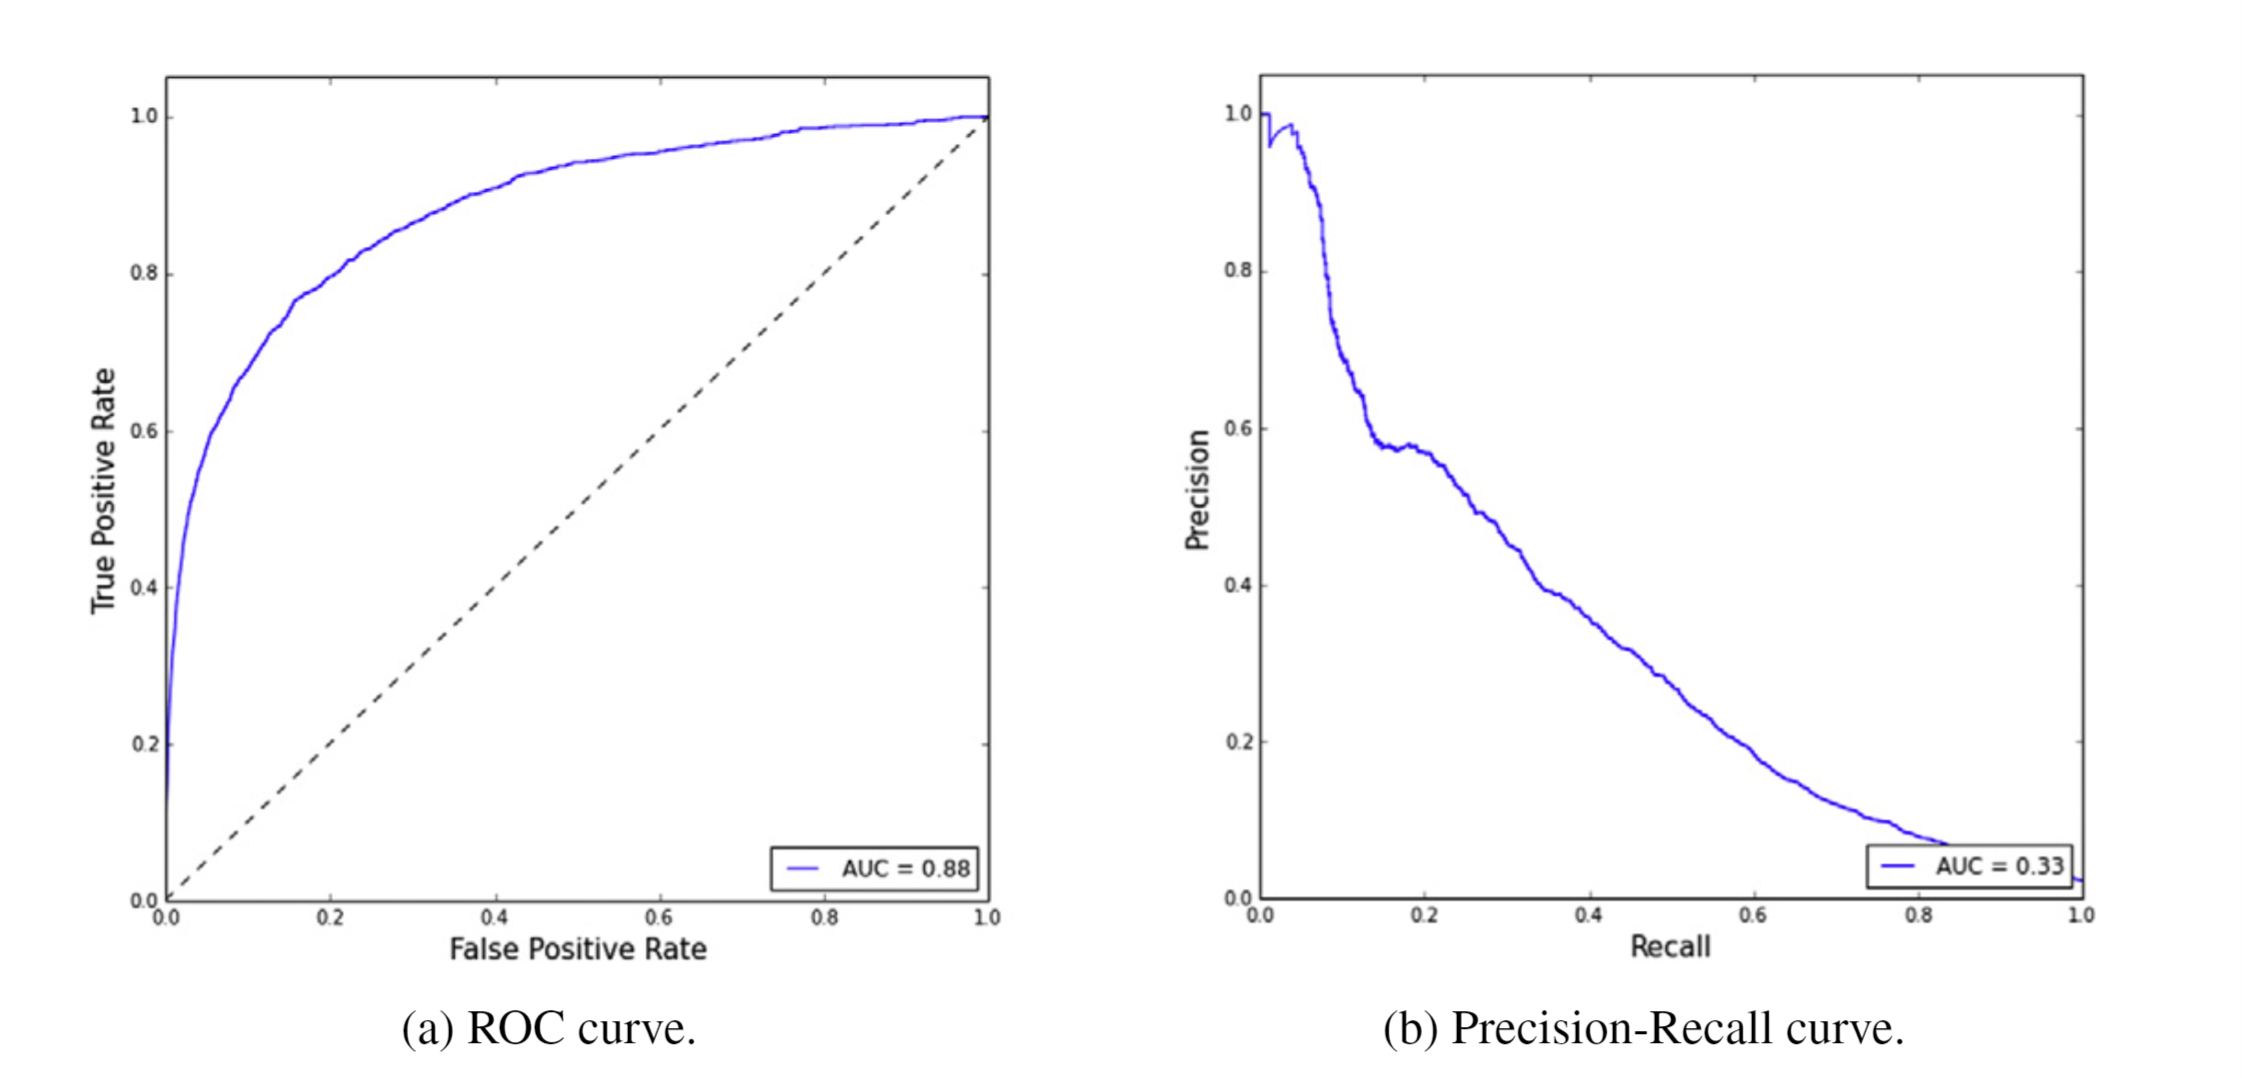 1.0
0.8
0.6
0.4
0.2
0.0
0.0 0.2 0.4 0.6 0.8 1.0
True Positive Rate
False Positive Rate
AUC = 0.88
(a) ROC curve.
1.0
0.8
0.6
0.4
0.2
0.0
0.0 0.2 0.4 0.6 0.8 1.0
Precision
Recall
AUC = 0.33
(b) Precision-Recall curve.